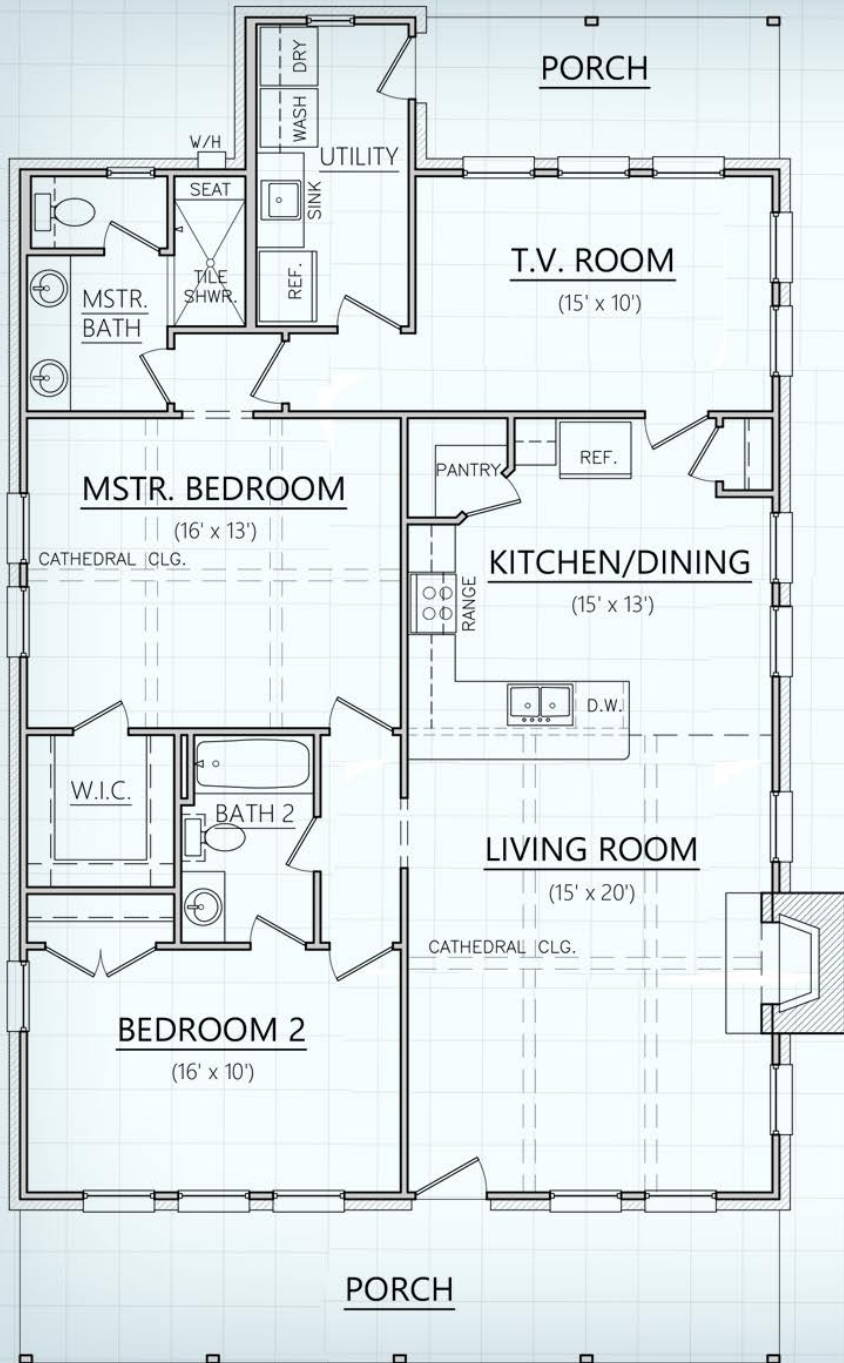 DRY
PORCH
WASH
W/H
UTILITY
SEAT
SINK
T.V. ROOM
(15' x 10')
REF.
TILE
SHWR.
MSTR.
BATH
PANTRY
REF.
MSTR. BEDROOM
(16' x 13')
CATHEDRAL CLG.
KITCHEN/DINING
(15' x 13')
RANGE
D.W.
W.I.C.
BATH 2
LIVING ROOM
(15' x 20')
CATHEDRAL CLG.
BEDROOM 2
(16' x 10')
PORCH